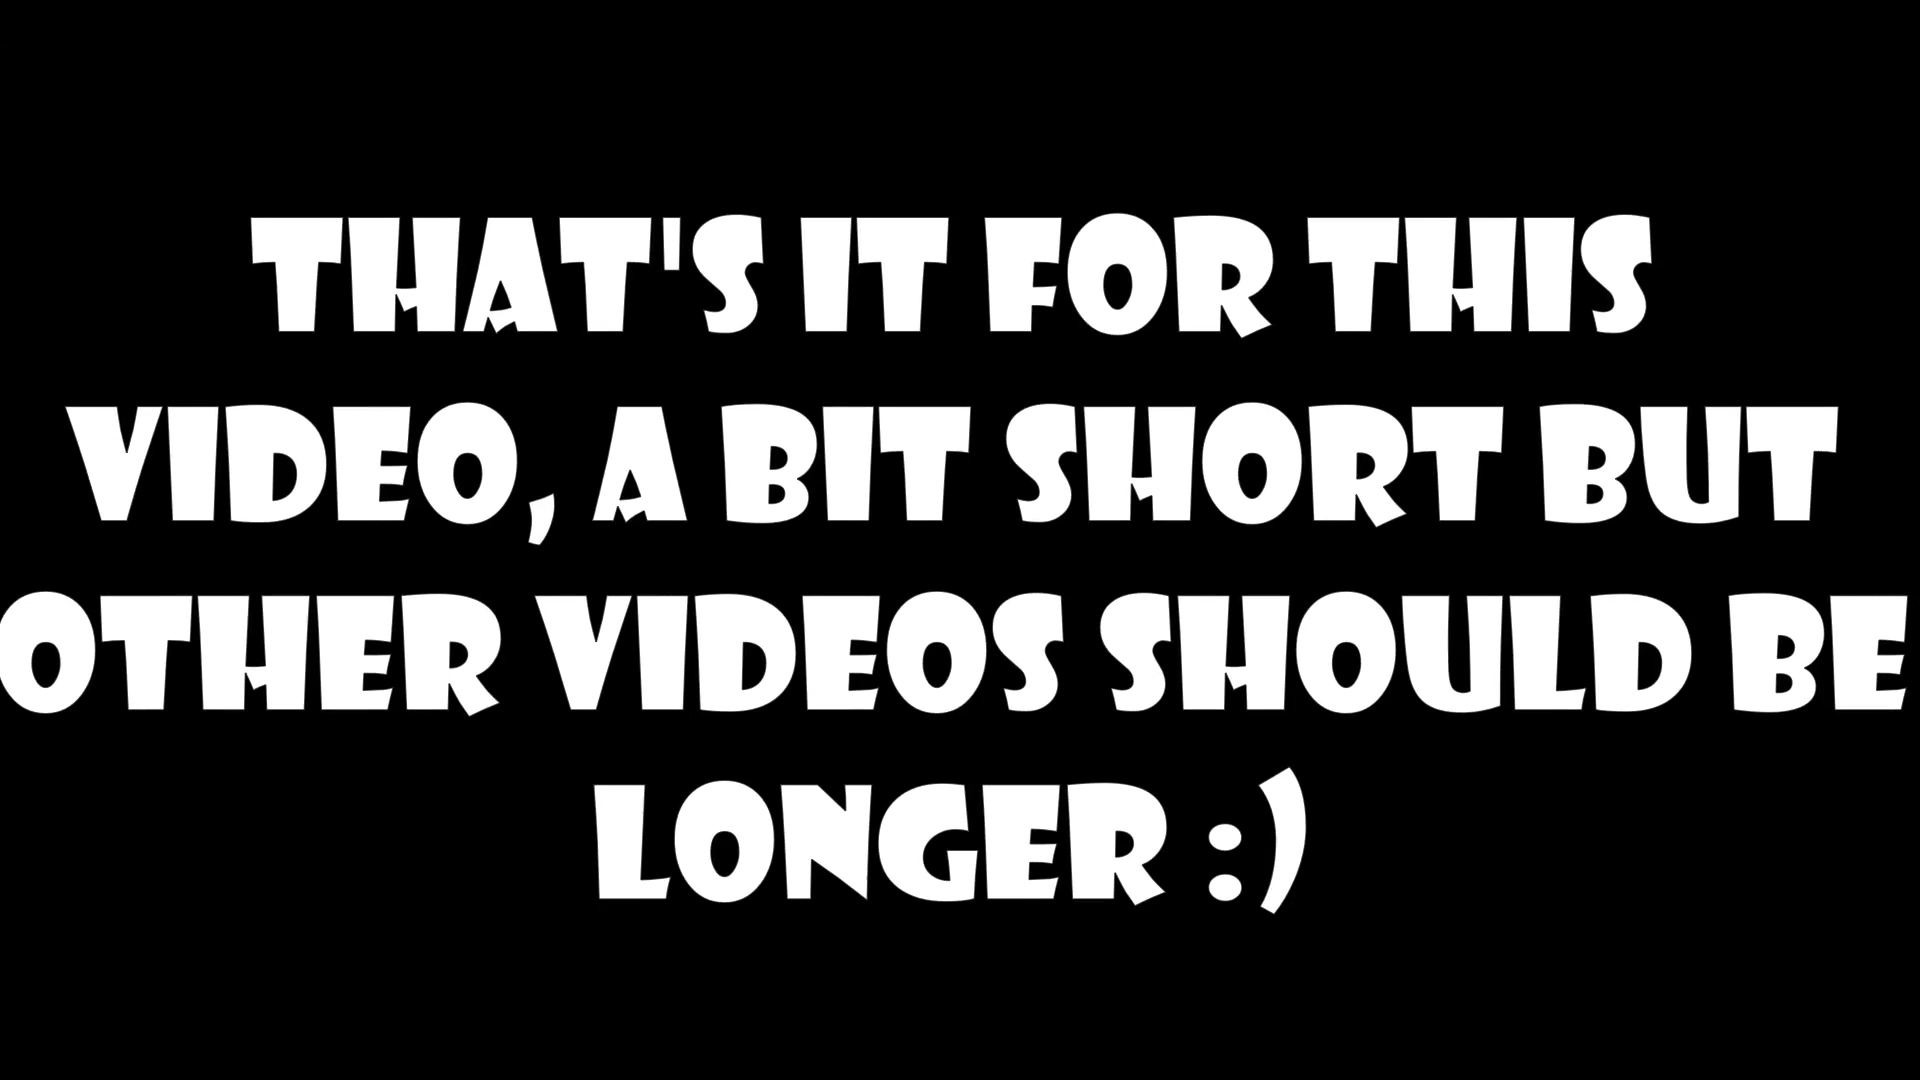 THAT'S IT FOR THIS
VIDEO, A BIT SHORT BUT
OTHER VIDEOS SHOULD BE
LONGER :)